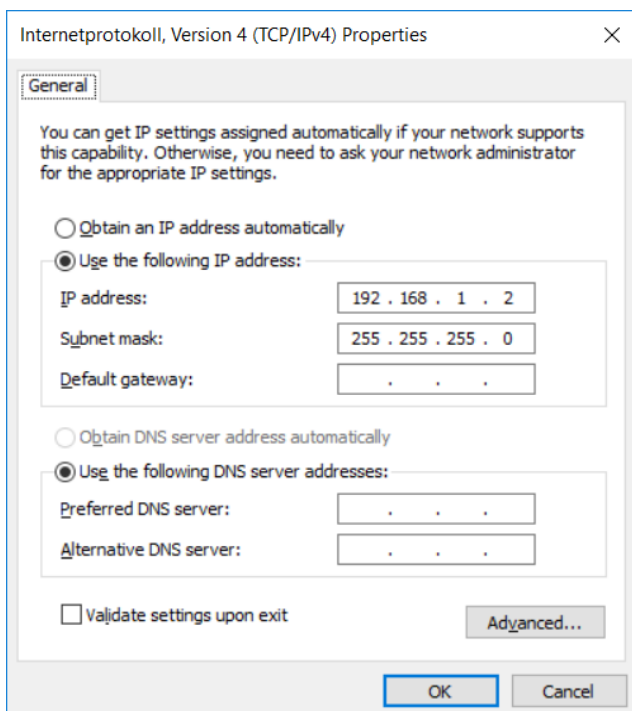 Internetprotokoll, Version 4 (TCP/IPv4) Properties
General
You can get IP settings assigned automatically if your network supports
this capability. Otherwise, you need to ask your network administrator
for the appropriate IP settings.
Obtain an IP address automatically
Use the following IP address:
IP address: 192 . 168 . 1 . 2
Subnet mask: 255 . 255 . 255 . 0
Default gateway: . . .
Obtain DNS server address automatically
Use the following DNS server addresses:
Preferred DNS server: . . .
Alternative DNS server: . . .
Validate settings upon exit
Advanced...
OK Cancel